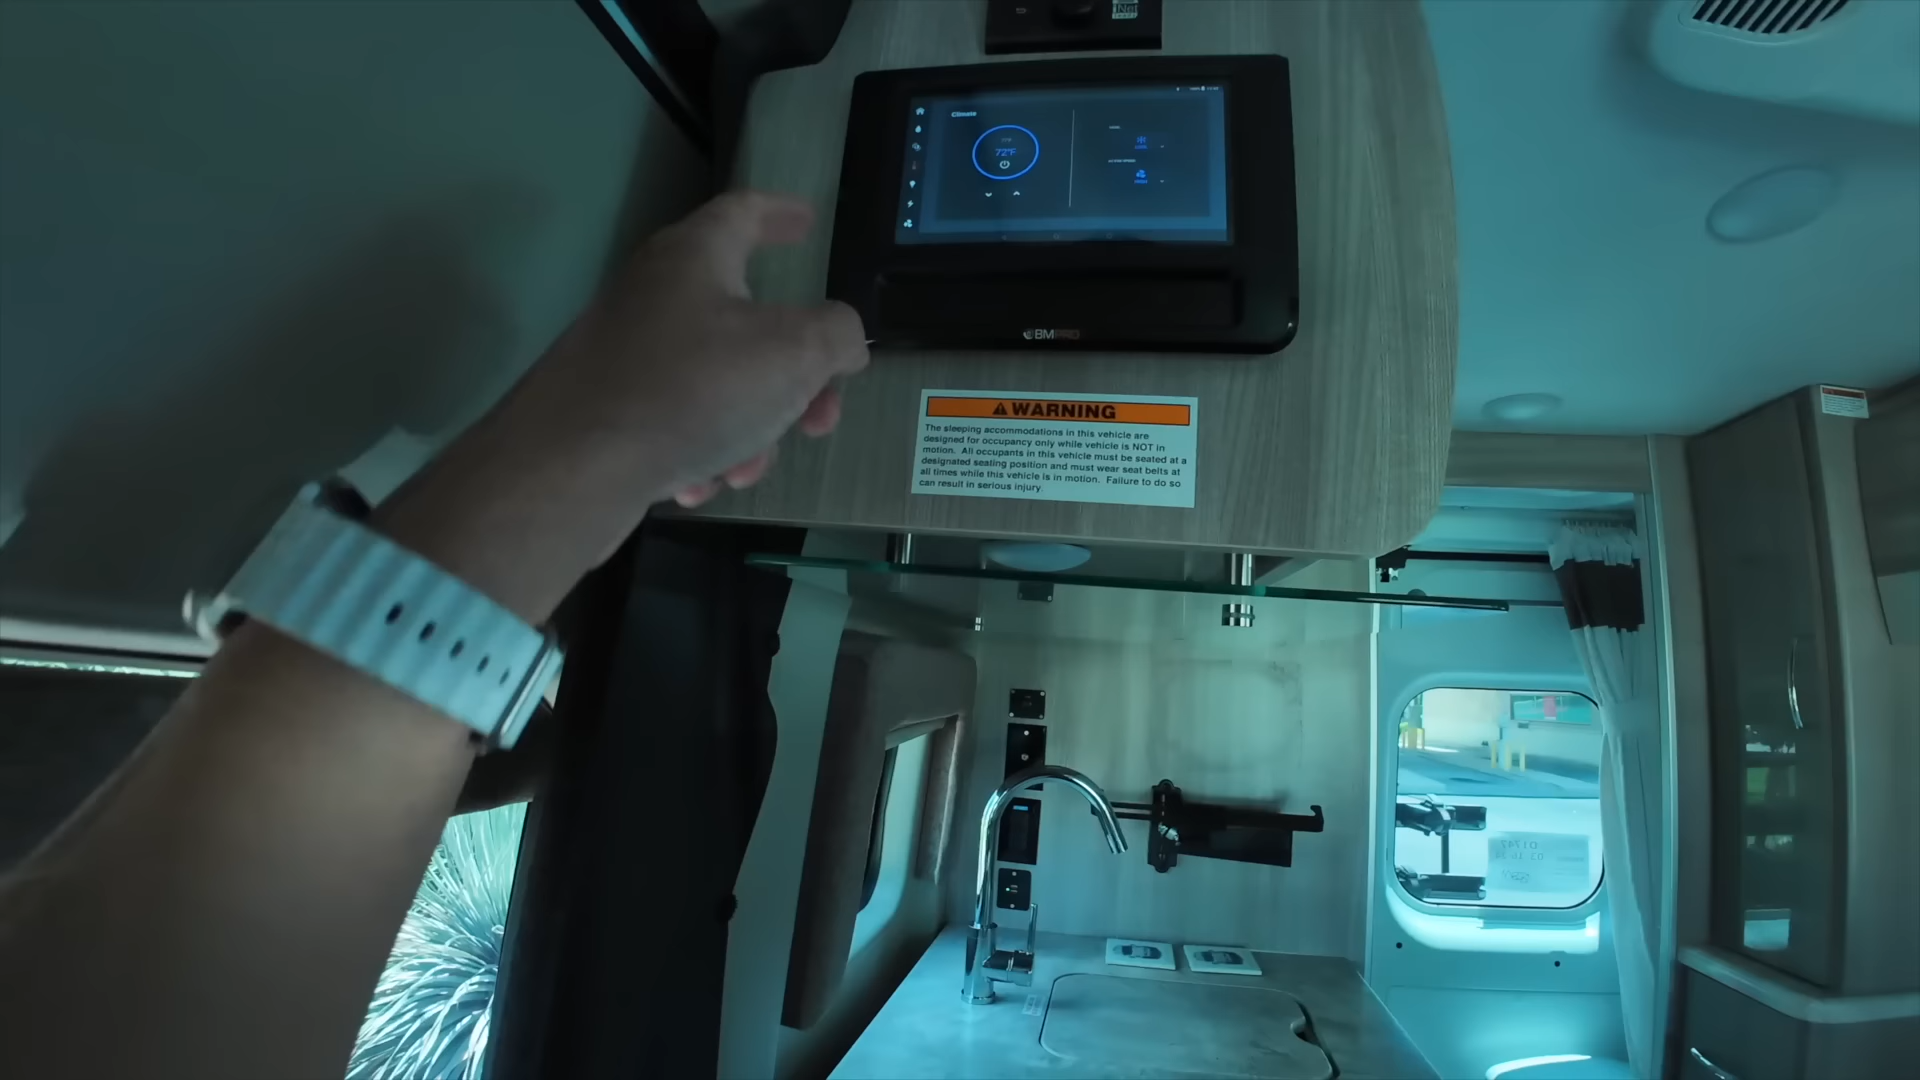 Climate
72°F
BMPRO
WARNING
The sleeping accommodations in this vehicle are
designed for occupancy only while vehicle is NOT in
motion. All occupants in this vehicle must be seated at a
designated seating position and must wear seat belts at
all times while this vehicle is in motion. Failure to do so
can result in serious injury.